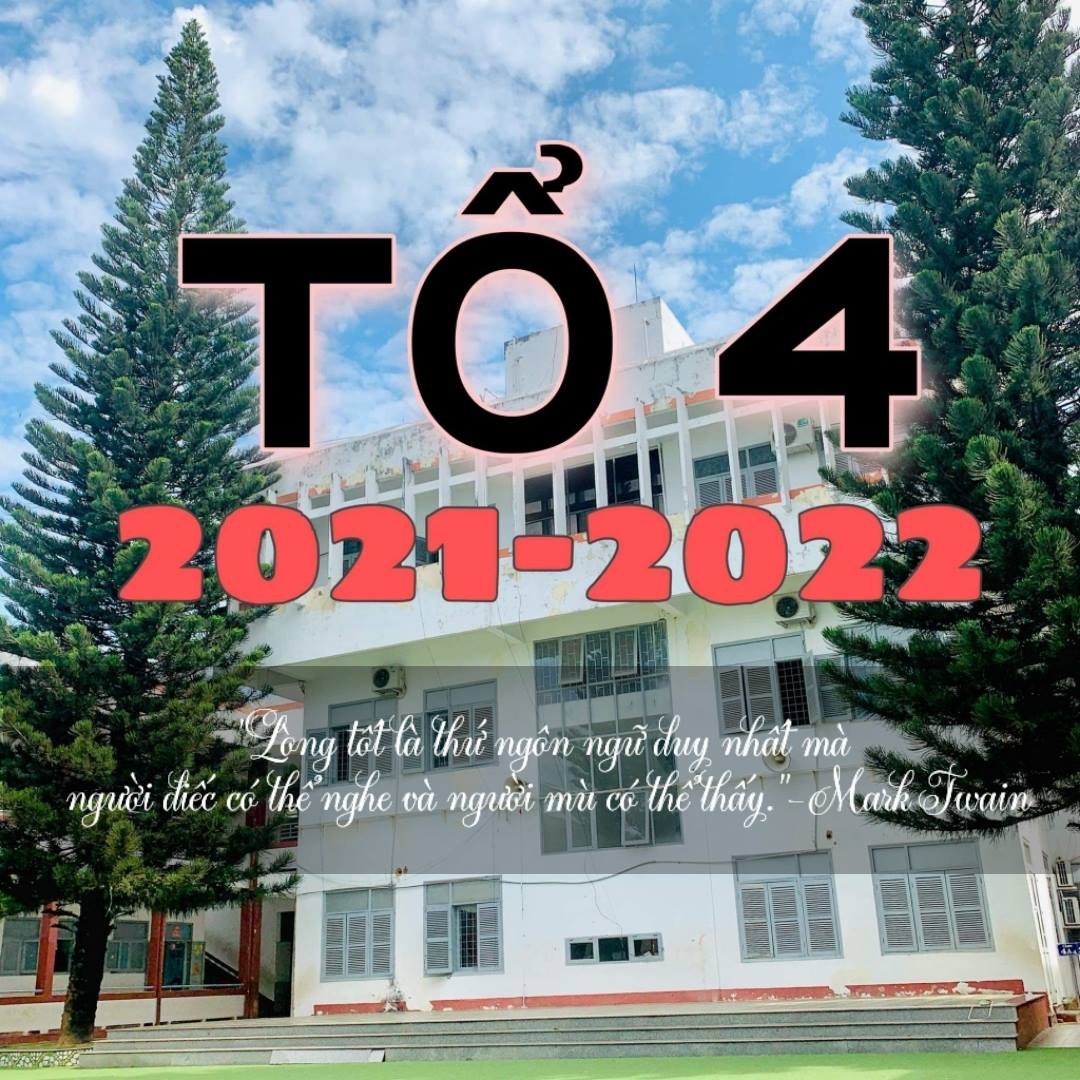 TỔ 4
2021-2022
"Lòng tốt là thứ ngôn ngữ duy nhất mà
người điếc có thể nghe và người mù có thể thấy." - Mark Twain